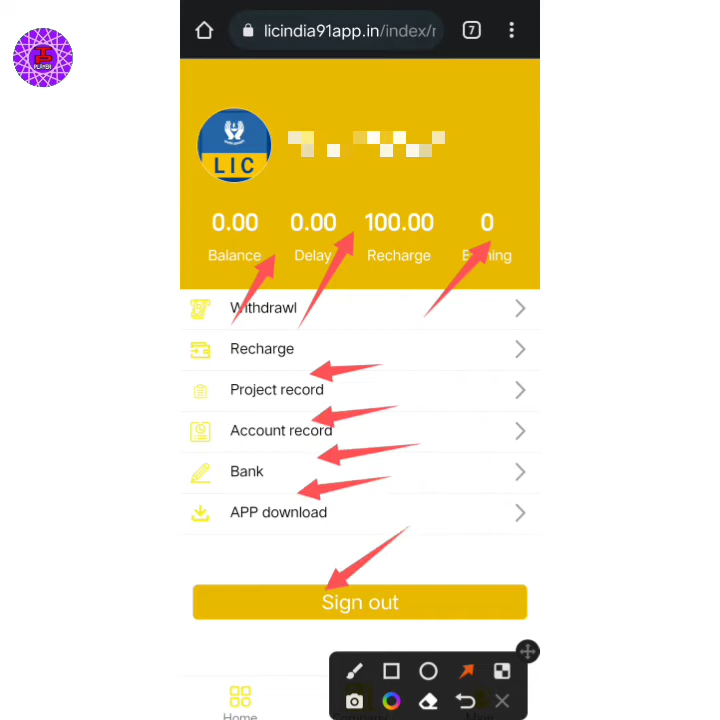 7
licindia91app.in/index/
PLAYER
LIC
0.00 0.00 100.00 0
Balance Delay Recharge
Withdrawl
Recharge
Project record
Account record
Bank
APP download
Sign out
Home